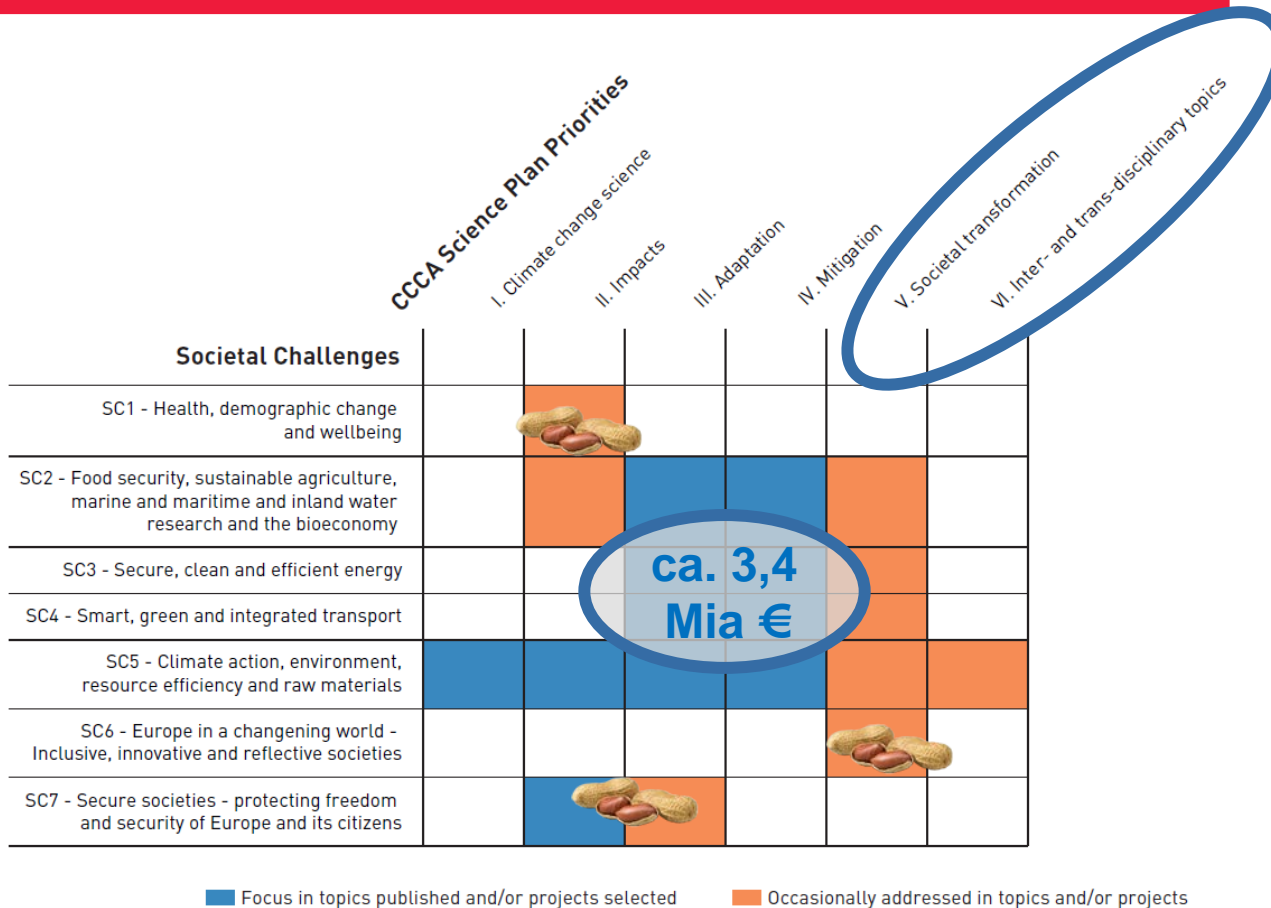 CCCA Science Plan Priorities
I. Climate change science
II. Impacts
III. Adaptation
IV. Mitigation
V. Societal transformation
VI. Inter- and trans-disciplinary topics
Societal Challenges
SC1 - Health, demographic change
and wellbeing
SC2 - Food security, sustainable agriculture,
marine and maritime and inland water
research and the bioeconomy
SC3 - Secure, clean and efficient energy
SC4 - Smart, green and integrated transport
SC5 - Climate action, environment,
resource efficiency and raw materials
SC6 - Europe in a changening world -
Inclusive, innovative and reflective societies
SC7 - Secure societies - protecting freedom
and security of Europe and its citizens
ca. 3,4
Mia €
Focus in topics published and/or projects selected
Occasionally addressed in topics and/or projects